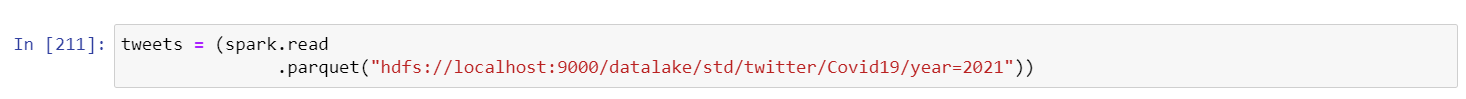 In [211]: tweets = (spark.read
.parquet("hdfs://localhost:9000/datalake/std/twitter/Covid19/year=2021"))